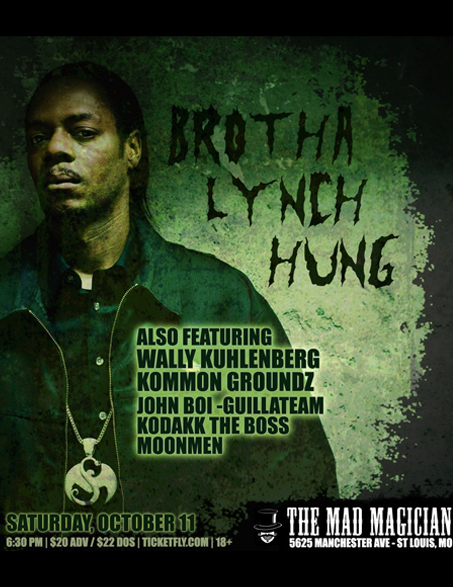 BROTHA
LYNCH
HUNG
ALSO FEATURING
WALLY KUHLENBERG
KOMMON GROUNDZ
JOHN BOI -GUILLATEAM
KODAKK THE BOSS
MOONMEN
SATURDAY, OCTOBER 11
6:30 PM | $20 ADV / $22 DOS | TICKETFLY.COM | 18+
THE MAD MAGICIAN
5625 MANCHESTER AVE - ST LOUIS, MO